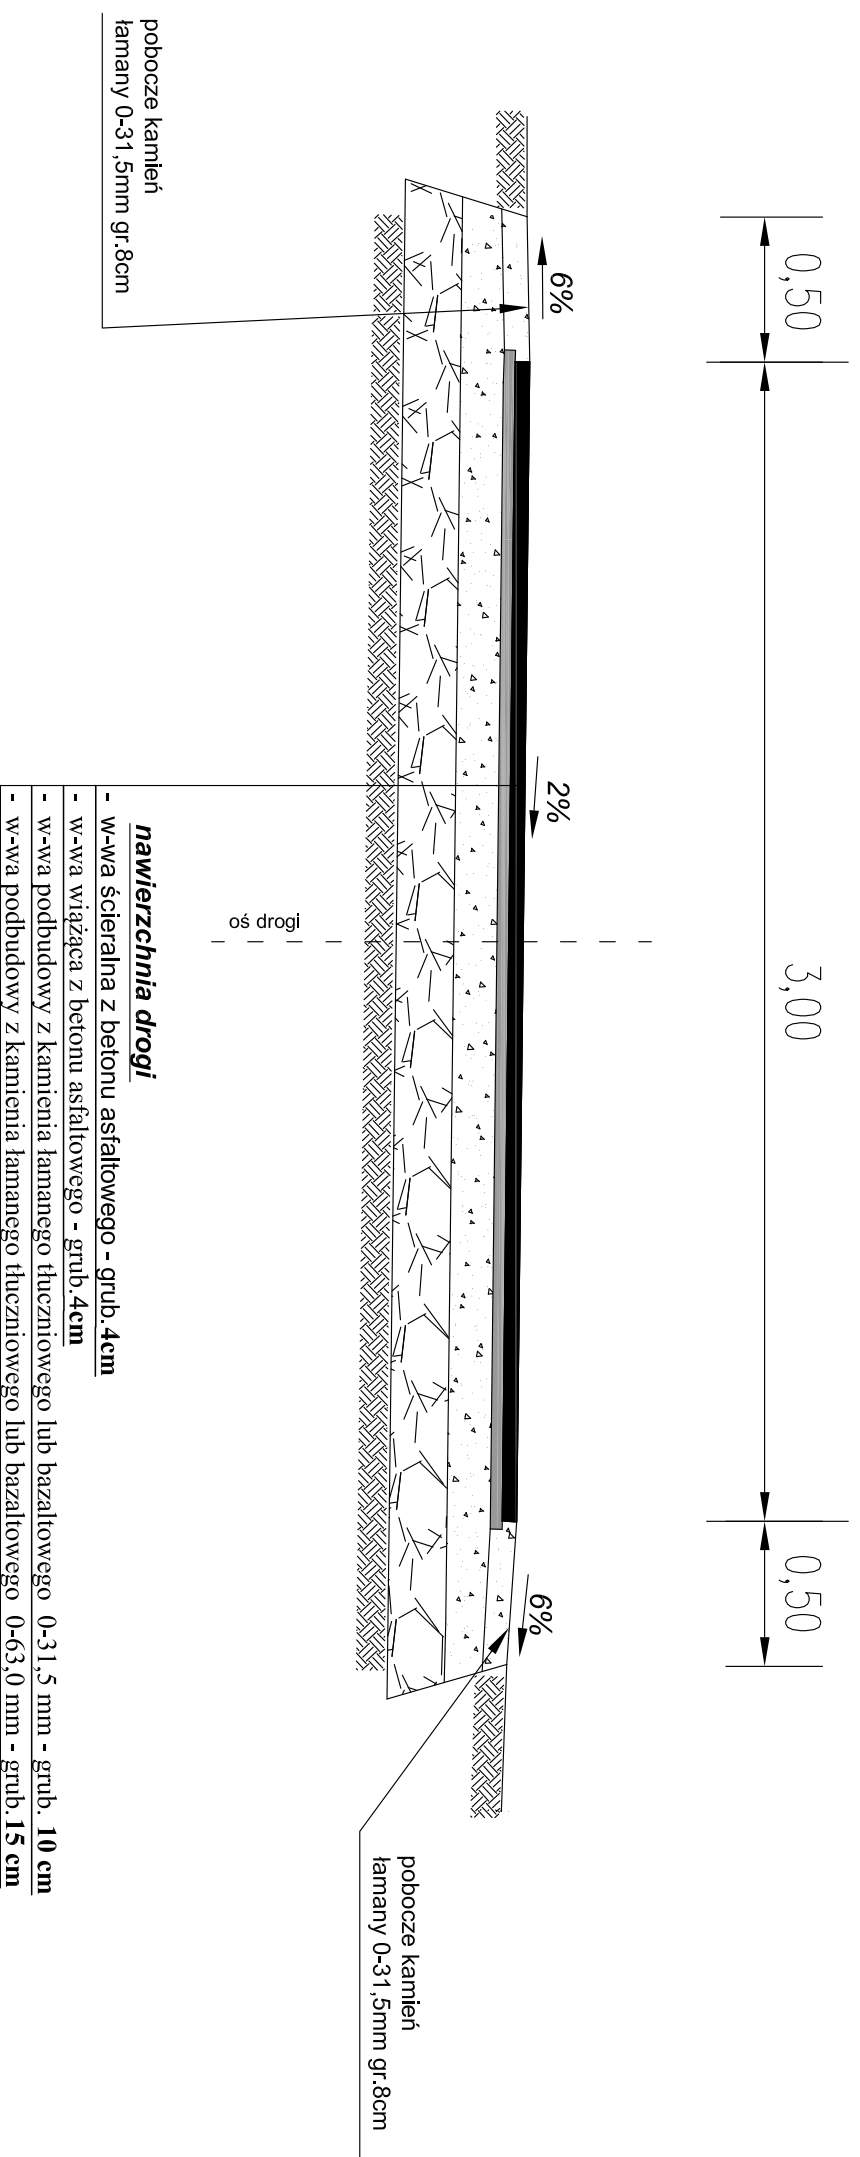 0,50
3,00
0,50
6%
2%
6%
pobocze kamień
łamany 0-31,5mm gr.8cm
oś drogi
pobocze kamień
łamany 0-31,5mm gr.8cm
nawierzchnia drogi
- w-wa ścieralna z betonu asfaltowego - grub.4cm
- w-wa wiążąca z betonu asfaltowego - grub.4cm
- w-wa podbudowy z kamienia łamanego tłuczniowego lub bazaltowego 0-31,5 mm - grub. 10 cm
- w-wa podbudowy z kamienia łamanego tłuczniowego lub bazaltowego 0-63,0 mm - grub.15 cm